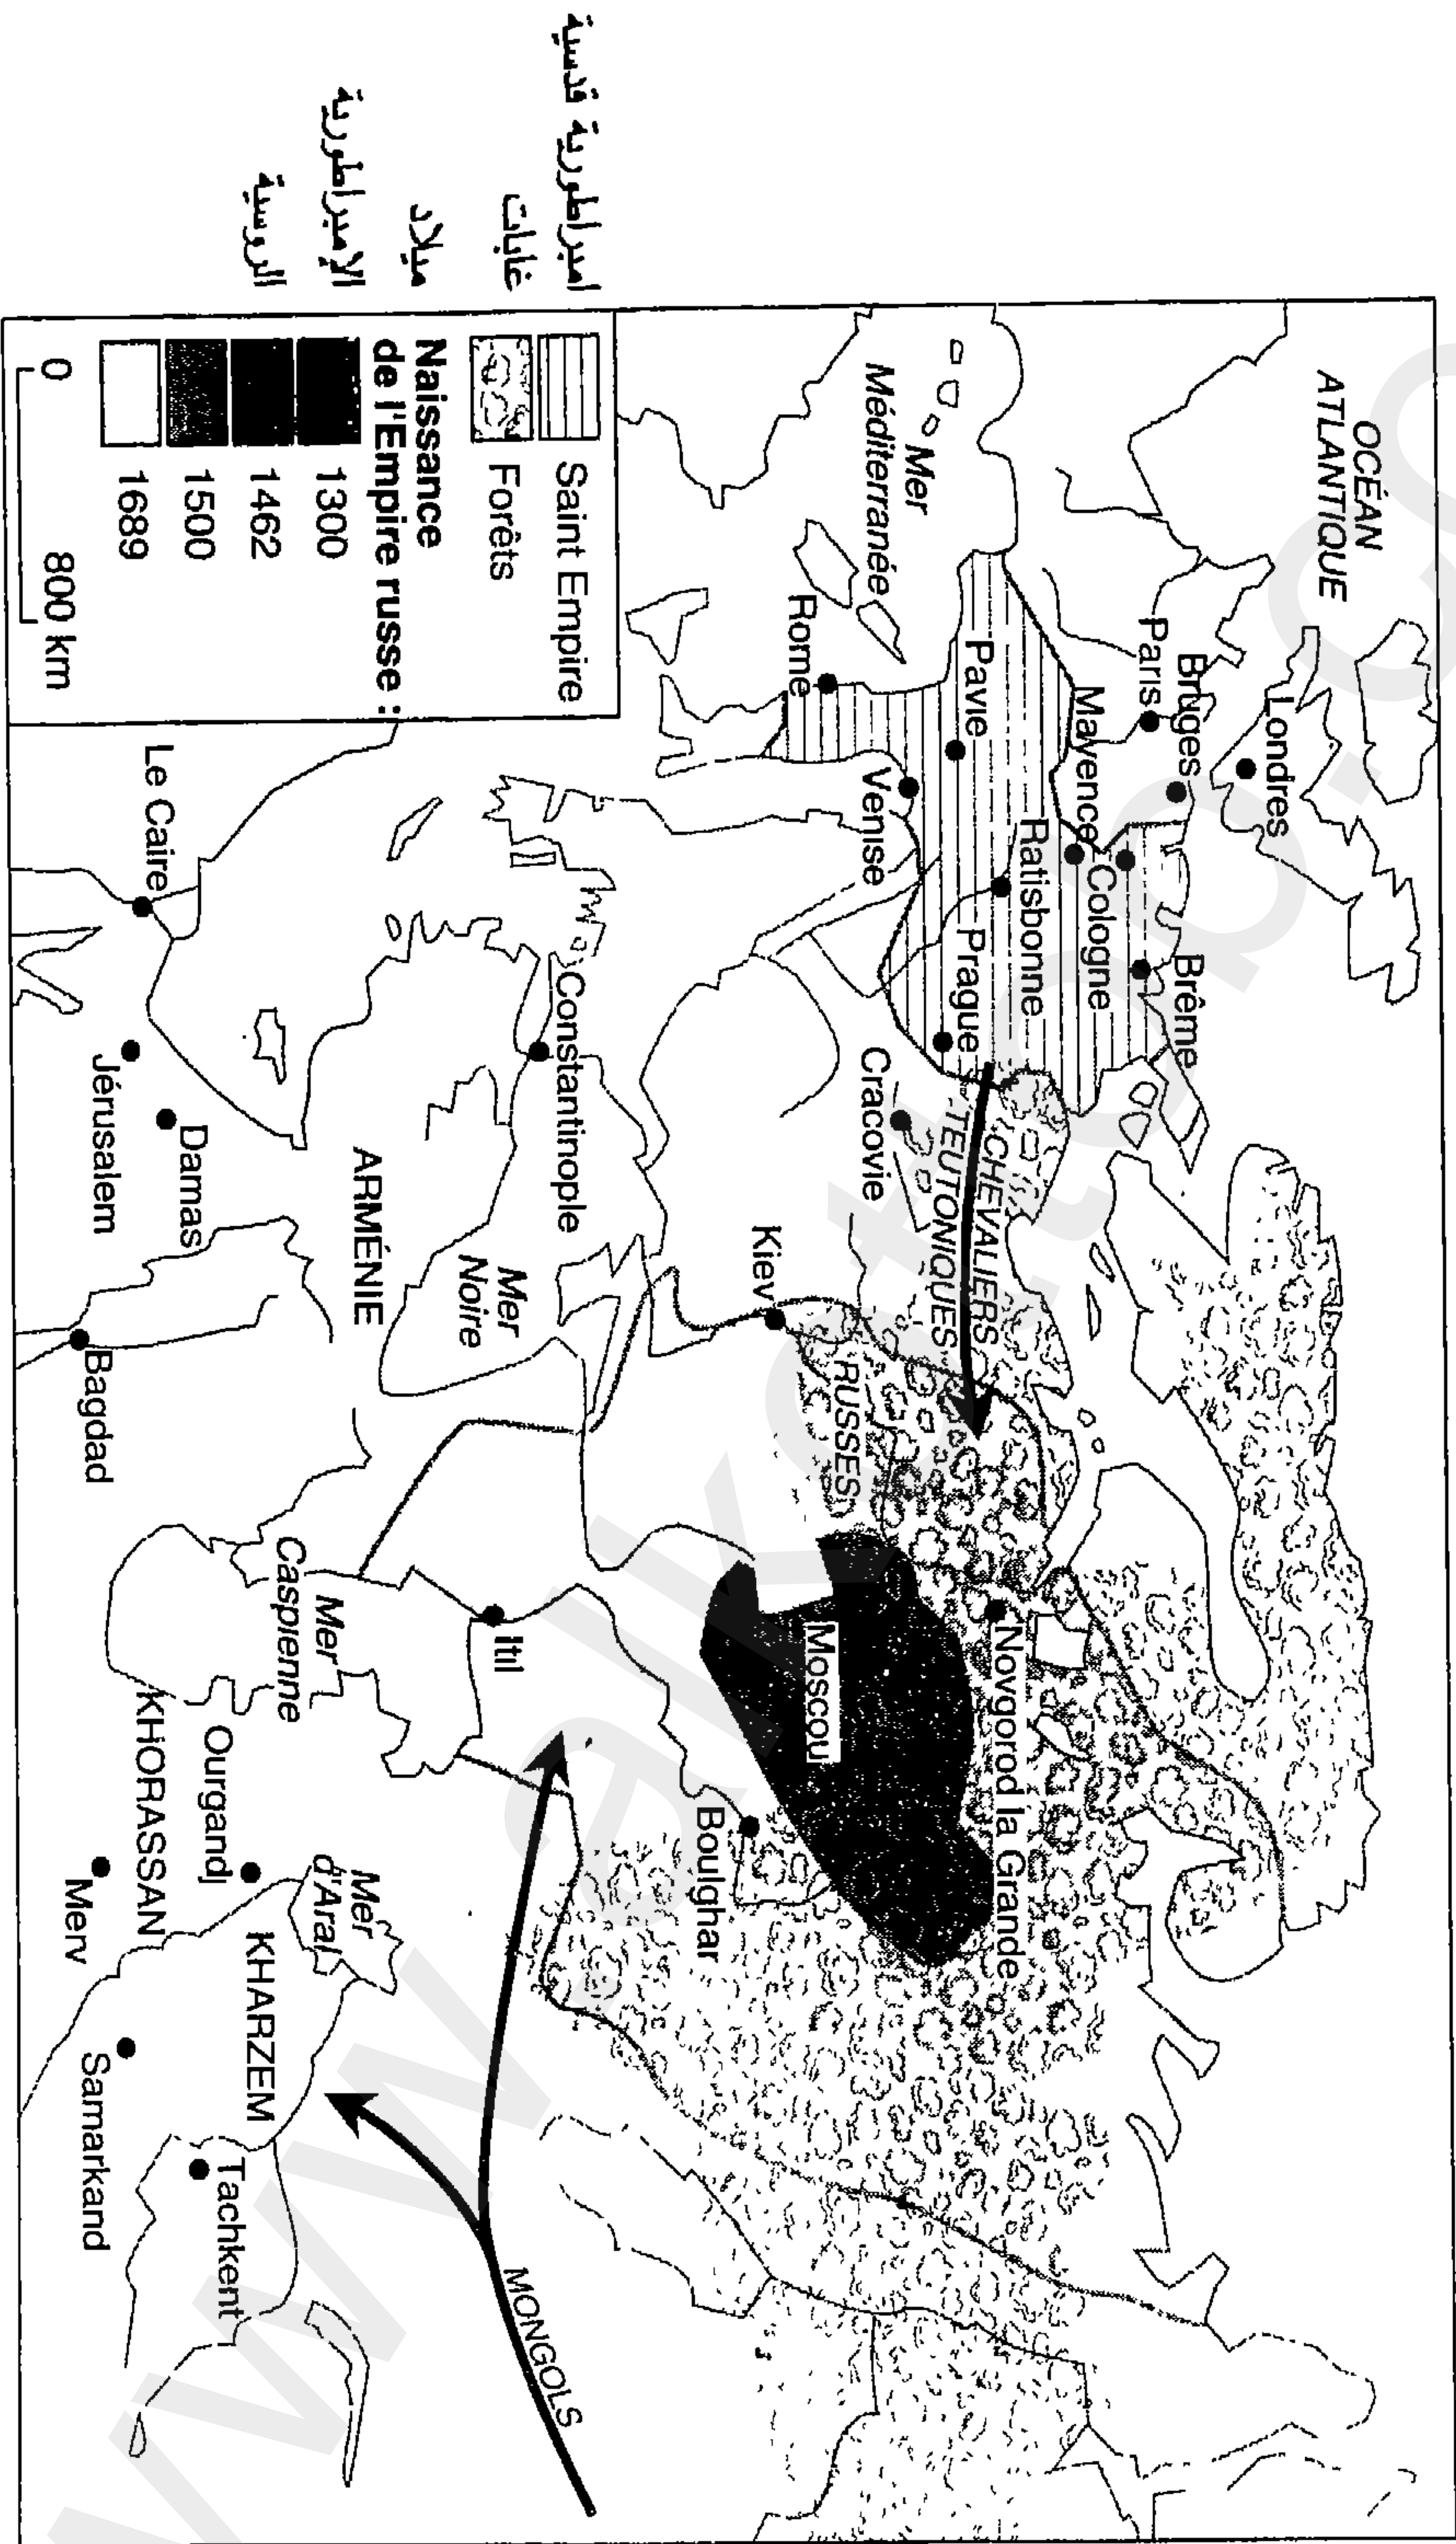 OCÉAN
ATLANTIQUE
Londres
Bruges
Paris
Brême
Cologne
Mayence
Ratisbonne
Prague
Pavie
Venise
Rome
Mer
Méditerranée
Cracovie
CHEVALIERS
TEUTONIQUES
Kiev
RUSSES
Novgorod la Grande
Moscou
Boulghar
Itil
Constantinople
Mer
Noire
ARMÉNIE
Mer
Caspienne
Mer
d'Aral
Ourgandj
KHARZEM
KHORASSAN
Merv
Samarkand
Tachkent
MONGOLS
Le Caire
Jérusalem
Damas
Bagdad
Saint Empire
Forêts
Naissance
de l'Empire russe :
1300
1462
1500
1689
0 800 km
امبراطورية قدسية
غابات
ميلاد
الإمبراطورية
الروسية